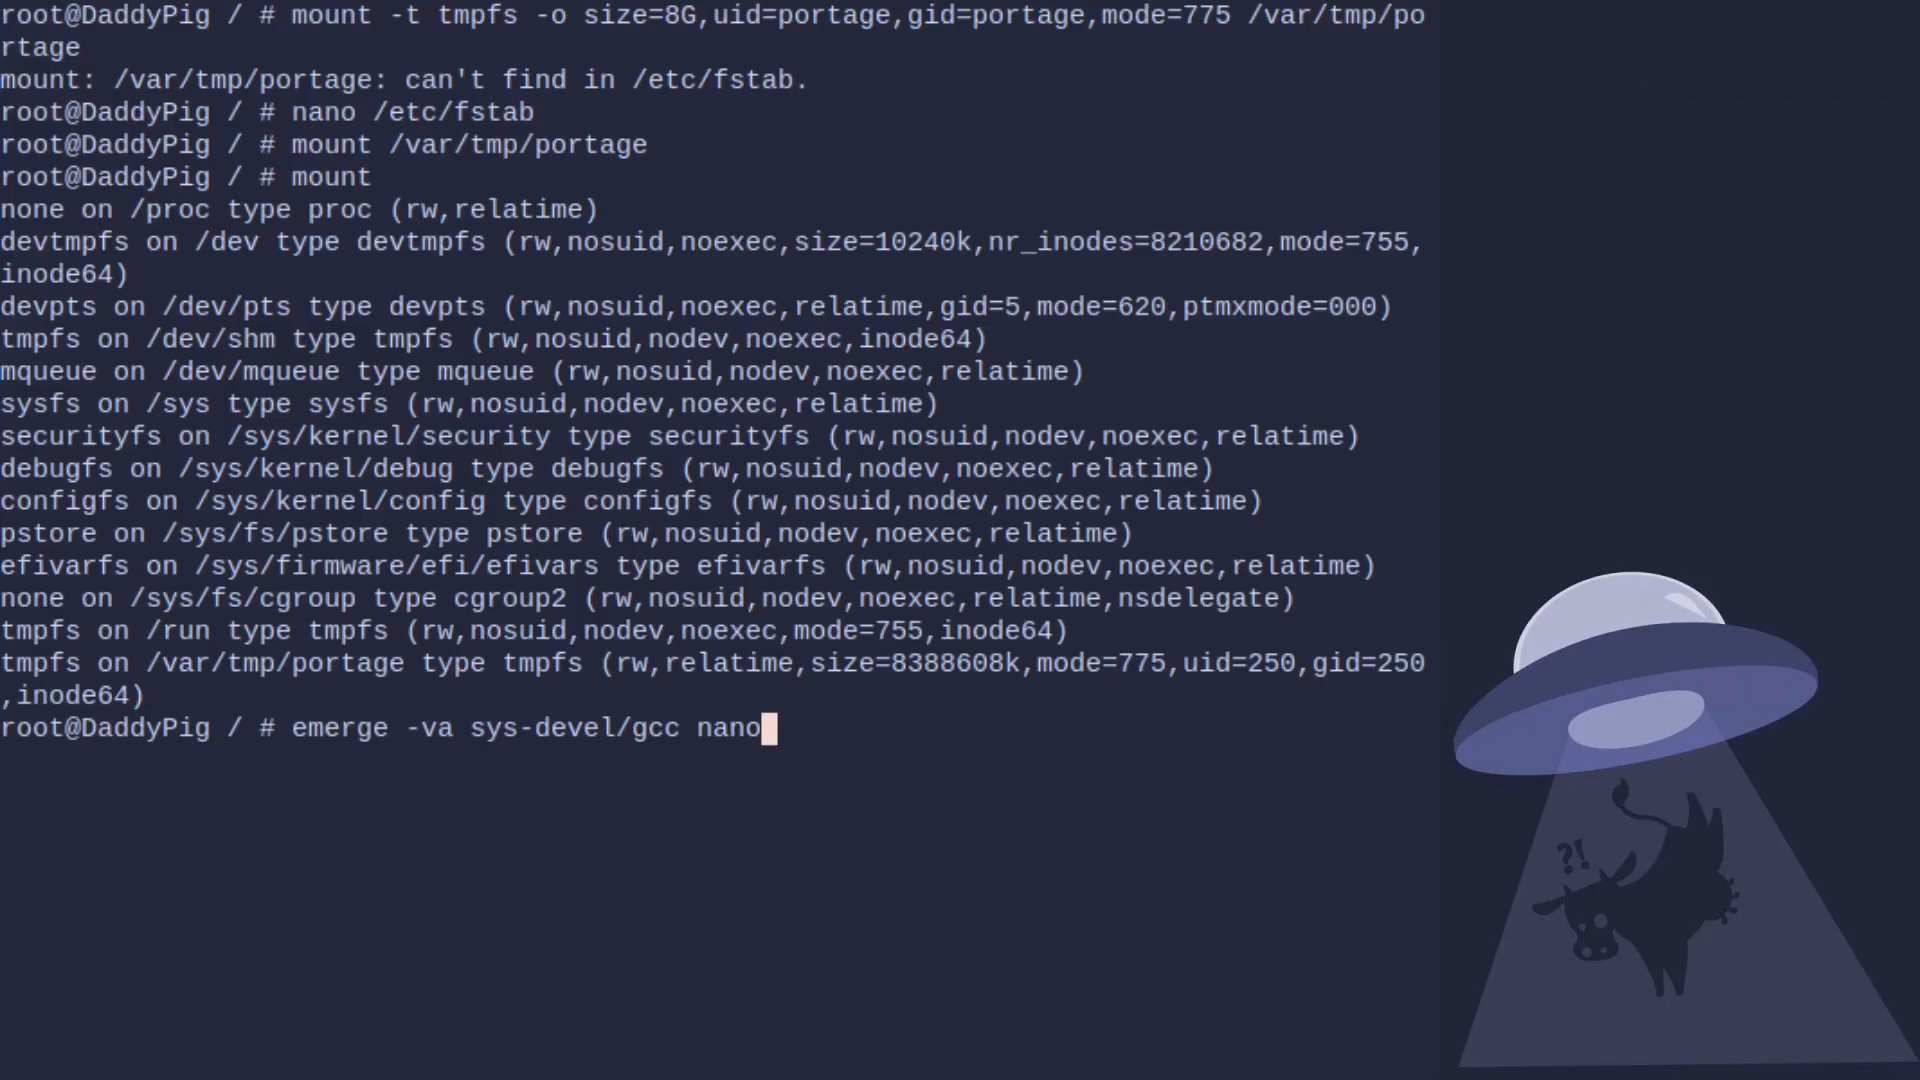 root@DaddyPig / # mount -t tmpfs -o size=8G,uid=portage,gid=portage,mode=775 /var/tmp/po
rtage
mount: /var/tmp/portage: can't find in /etc/fstab.
root@DaddyPig / # nano /etc/fstab
root@DaddyPig / # mount /var/tmp/portage
root@DaddyPig / # mount
none on /proc type proc (rw,relatime)
devtmpfs on /dev type devtmpfs (rw,nosuid,noexec,size=10240k,nr_inodes=8210682,mode=755,
inode64)
devpts on /dev/pts type devpts (rw,nosuid,noexec,relatime,gid=5,mode=620,ptmxmode=000)
tmpfs on /dev/shm type tmpfs (rw,nosuid,nodev,noexec,inode64)
mqueue on /dev/mqueue type mqueue (rw,nosuid,nodev,noexec,relatime)
sysfs on /sys type sysfs (rw,nosuid,nodev,noexec,relatime)
securityfs on /sys/kernel/security type securityfs (rw,nosuid,nodev,noexec,relatime)
debugfs on /sys/kernel/debug type debugfs (rw,nosuid,nodev,noexec,relatime)
configfs on /sys/kernel/config type configfs (rw,nosuid,nodev,noexec,relatime)
pstore on /sys/fs/pstore type pstore (rw,nosuid,nodev,noexec,relatime)
efivarfs on /sys/firmware/efi/efivars type efivarfs (rw,nosuid,nodev,noexec,relatime)
none on /sys/fs/cgroup type cgroup2 (rw,nosuid,nodev,noexec,relatime,nsdelegate)
tmpfs on /run type tmpfs (rw,nosuid,nodev,noexec,mode=755,inode64)
tmpfs on /var/tmp/portage type tmpfs (rw,relatime,size=8388608k,mode=775,uid=250,gid=250
,inode64)
root@DaddyPig / # emerge -va sys-devel/gcc nano
?!